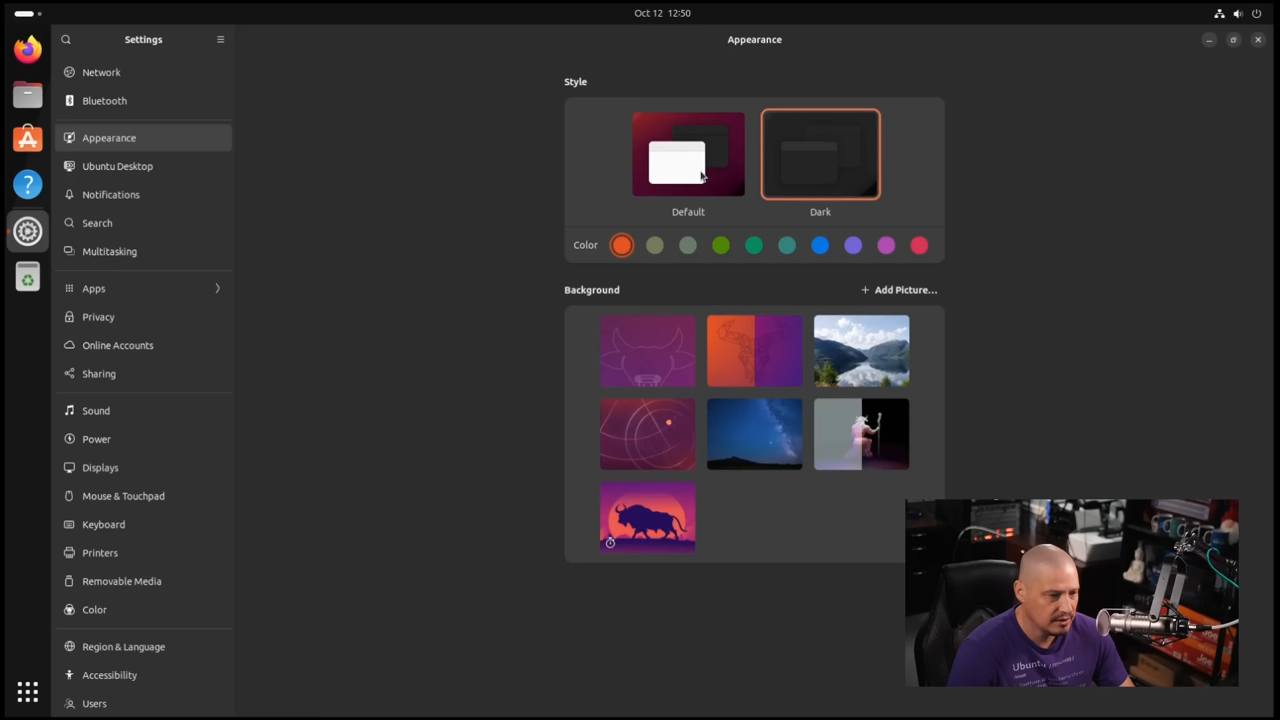 Oct 12 12:50
Settings
Appearance
Network
Bluetooth
Appearance
Ubuntu Desktop
Notifications
Search
Multitasking
Apps
Privacy
Online Accounts
Sharing
Sound
Power
Displays
Mouse & Touchpad
Keyboard
Printers
Removable Media
Color
Region & Language
Accessibility
Users
Style
Default
Dark
Color
Background
+ Add Picture...
Ubuntu